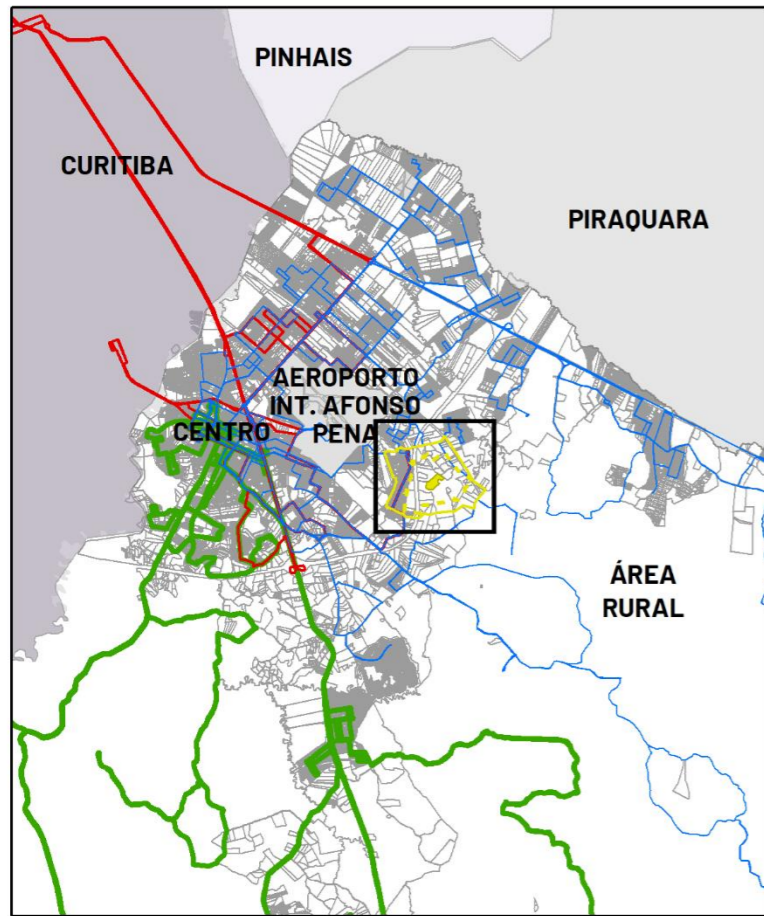 PINHAIS
CURITIBA
PIRAQUARA
AEROPORTO
INT. AFONSO
PENA
CENTRO
ÁREA
RURAL